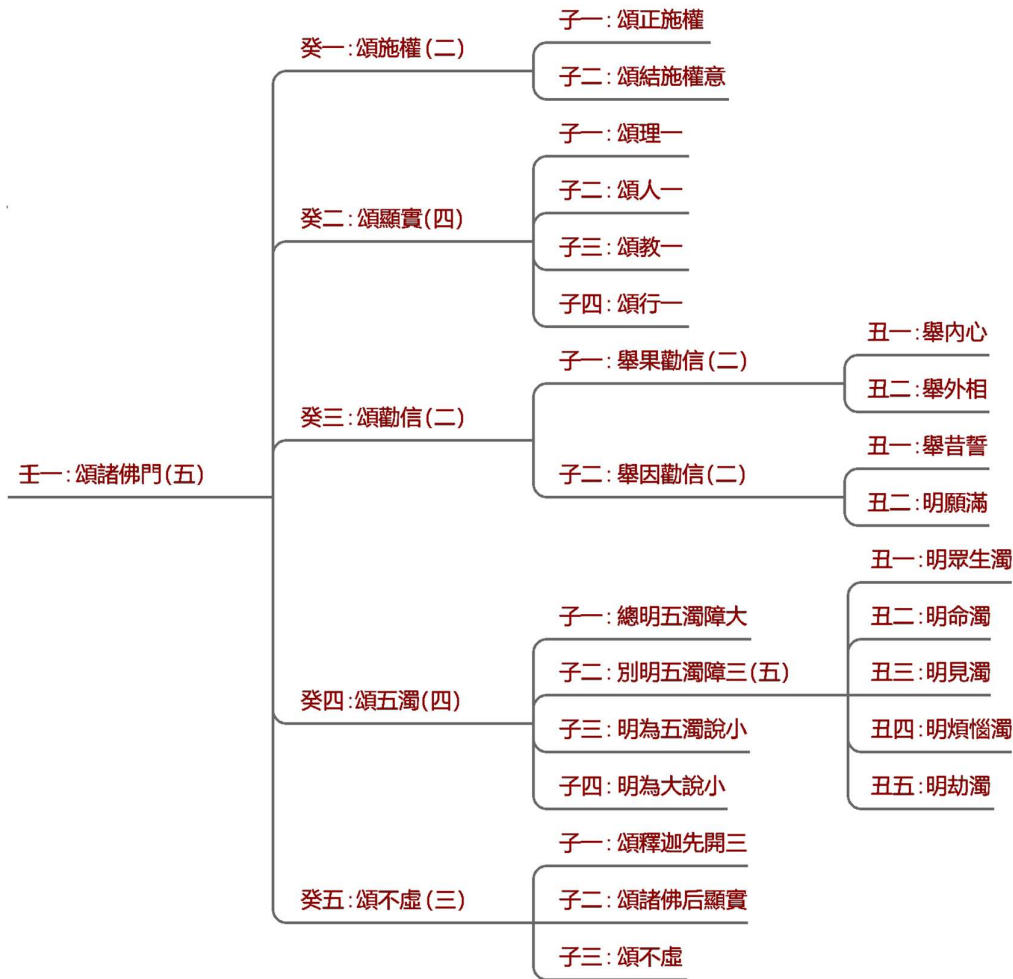 壬一:頌諸佛門(五)
癸一:頌施權(二)
子一:頌正施權
子二:頌結施權意
癸二:頌顯實(四)
子一:頌理一
子二:頌人一
子三:頌教一
子四:頌行一
癸三:頌勸信(二)
子一:舉果勸信(二)
丑一:舉內心
丑二:舉外相
子二:舉因勸信(二)
丑一:舉昔誓
丑二:明願滿
癸四:頌五濁(四)
子一:總明五濁障大
子二:別明五濁障三(五)
丑一:明眾生濁
丑二:明命濁
丑三:明見濁
丑四:明煩惱濁
丑五:明劫濁
子三:明為五濁說小
子四:明為大說小
癸五:頌不虛(三)
子一:頌釋迦先開三
子二:頌諸佛后顯實
子三:頌不虛